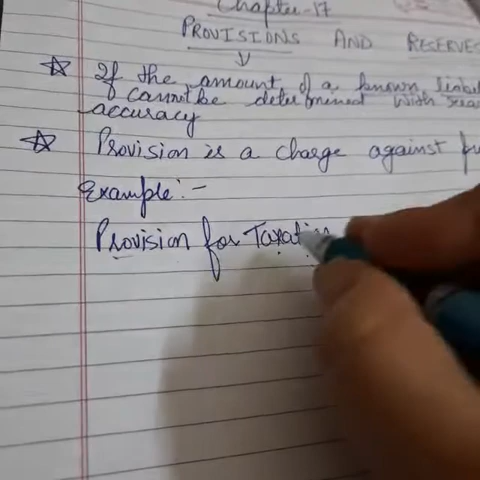 Chapter-17
PROVISIONS AND RESERVES
If the amount of a known
cannot be determined with
accuracy
Provision is a charge against
Example:-
Provision for Taxation